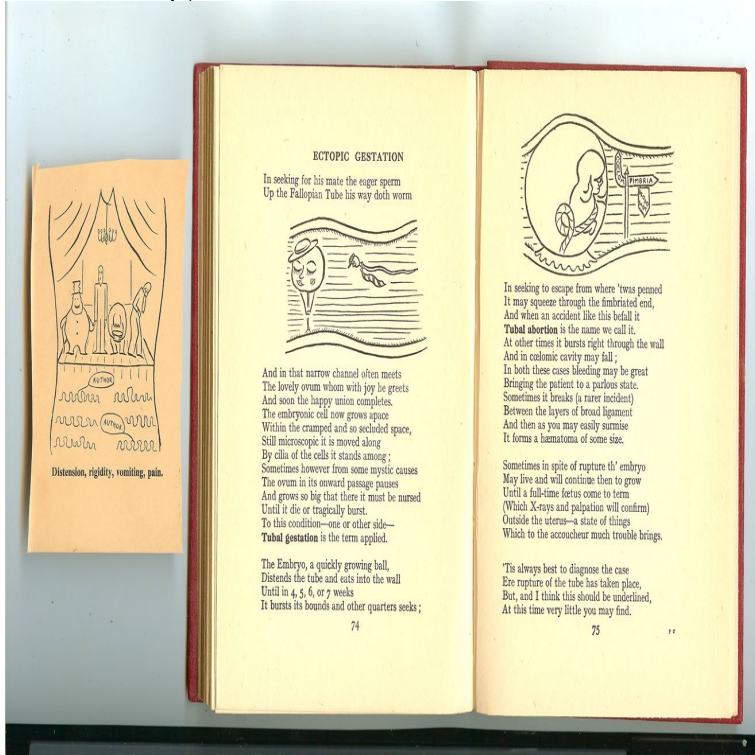 AUTHOR
AUTHOR
Distension, rigidity, vomiting, pain.
ECTOPIC GESTATION
In seeking for his mate the eager sperm
Up the Fallopian Tube his way doth worm
And in that narrow channel often meets
The lovely ovum whom with joy he greets
And soon the happy union completes.
The embryonic cell now grows apace
Within the cramped and so secluded space,
Still microscopic it is moved along
By cilia of the cells it stands among ;
Sometimes however from some mystic causes
The ovum in its onward passage pauses
And grows so big that there it must be nursed
Until it die or tragically burst.
To this condition—one or other side—
Tubal gestation is the term applied.
The Embryo, a quickly growing ball,
Distends the tube and eats into the wall
Until in 4, 5, 6, or 7 weeks
It bursts its bounds and other quarters seeks ;
74
FIMBRIA
In seeking to escape from where 'twas penned
It may squeeze through the fimbriated end,
And when an accident like this befall it
Tubal abortion is the name we call it.
At other times it bursts right through the wall
And in cœlomic cavity may fall ;
In both these cases bleeding may be great
Bringing the patient to a parlous state.
Sometimes it breaks (a rarer incident)
Between the layers of broad ligament
And then as you may easily surmise
It forms a hæmatoma of some size.
Sometimes in spite of rupture th' embryo
May live and will continue then to grow
Until a full-time fœtus come to term
(Which X-rays and palpation will confirm)
Outside the uterus—a state of things
Which to the accoucheur much trouble brings.
'Tis always best to diagnose the case
Ere rupture of the tube has taken place,
But, and I think this should be underlined,
At this time very little you may find.
75